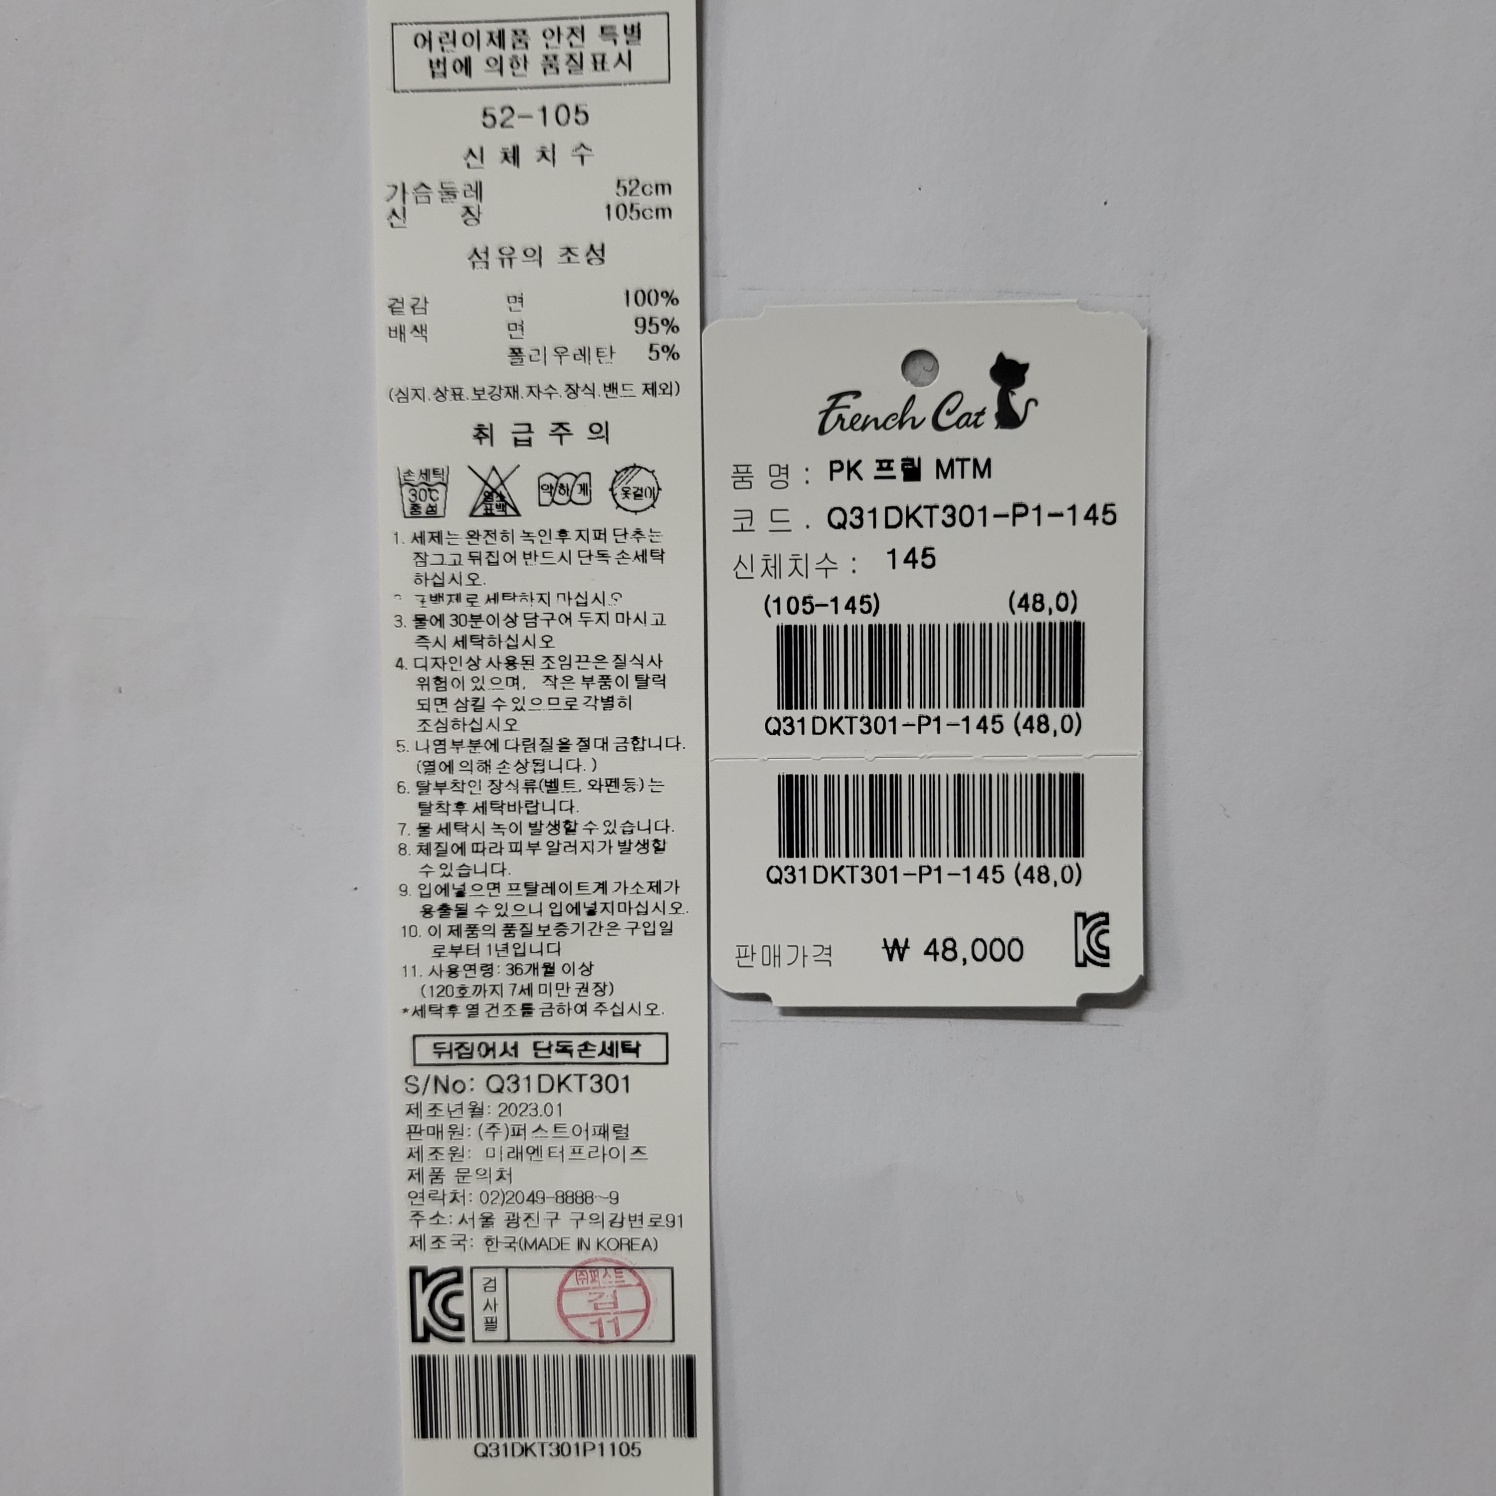 어린이제품 안전 특별
법에 의한 품질표시
52-105
신 체 치 수
가슴둘레 52cm
신 장 105cm
섬유의 조성
겉감 면 100%
배색 면 95%
폴리우레탄 5%
(심지.상표.보강재.자수.장식.밴드 제외)
취 급 주 의
손세탁
30℃
중성
염소
표백
약하게
옷걸이
1. 세제는 완전히 녹인후 지퍼 단추는
잠그고 뒤집어 반드시 단독 손세탁
하십시오.
세탁하지 마십시오
3. 물에 30분이상 담구어 두지 마시고
즉시 세탁하십시오
4. 디자인상 사용된 조임끈은 질식사
위험이 있으며, 작은 부품이 탈락
되면 삼킬 수 있으므로 각별히
조심하십시오
5. 나염부분에 다림질을 절대 금합니다.
(열에 의해 손상됩니다.)
6. 탈부착인 장식류(벨트, 와펜등)는
탈착후 세탁바랍니다.
7. 물 세탁시 녹이 발생할 수 있습니다.
8. 체질에 따라 피부 알러지가 발생할
수 있습니다.
9. 입에넣으면 프탈레이트계 가소제가
용출될 수 있으니 입에넣지마십시오.
10. 이 제품의 품질보증기간은 구입일
로부터 1년입니다
11. 사용연령: 36개월 이상
(120호까지 7세 미만 권장)
*세탁후 열 건조를 금하여 주십시오.
뒤집어서 단독손세탁
S/No: Q31DKT301
제조년월: 2023.01
판매원: (주)퍼스트어패럴
제조원: 미래엔터프라이즈
제품 문의처
연락처: 02)2049-8888~9
주소: 서울 광진구 구의강변로91
제조국: 한국(MADE IN KOREA)
KC
검사필
㈜퍼스트
검
11
Q31DKT301P1105
French Cat
품 명 : PK 프릴 MTM
코 드 . Q31DKT301-P1-145
신체치수 : 145
(105-145) (48,0)
Q31DKT301-P1-145 (48,0)
Q31DKT301-P1-145 (48,0)
판매가격 ₩ 48,000
KC